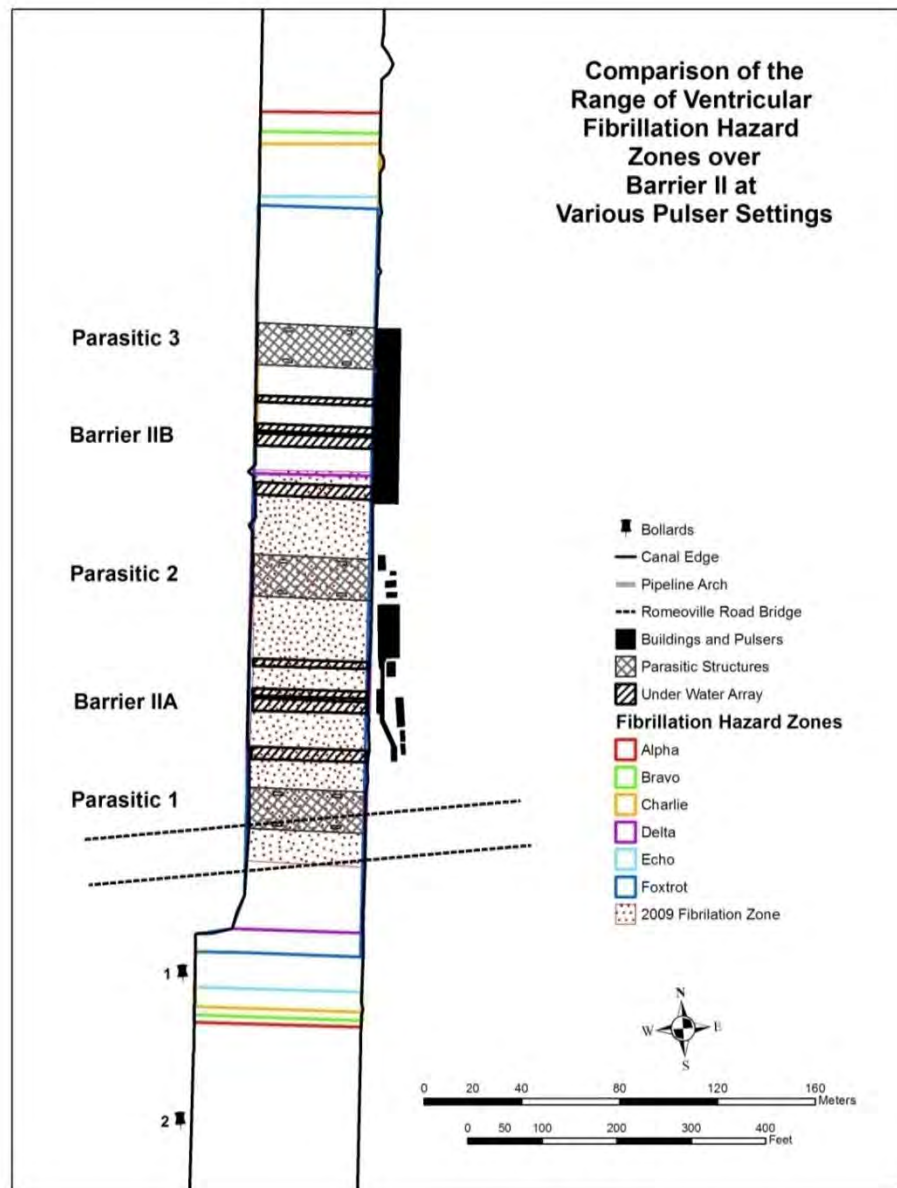 Comparison of the
Range of Ventricular
Fibrillation Hazard
Zones over
Barrier II at
Various Pulser Settings
Parasitic 3
Barrier IIB
Parasitic 2
Barrier IIA
Parasitic 1
1
2
Bollards
Canal Edge
Pipeline Arch
Romeoville Road Bridge
Buildings and Pulsers
Parasitic Structures
Under Water Array
Fibrillation Hazard Zones
Alpha
Bravo
Charlie
Delta
Echo
Foxtrot
2009 Fibrilation Zone
N
W E
S
0 20 40 80 120 160
Meters
0 50 100 200 300 400
Feet